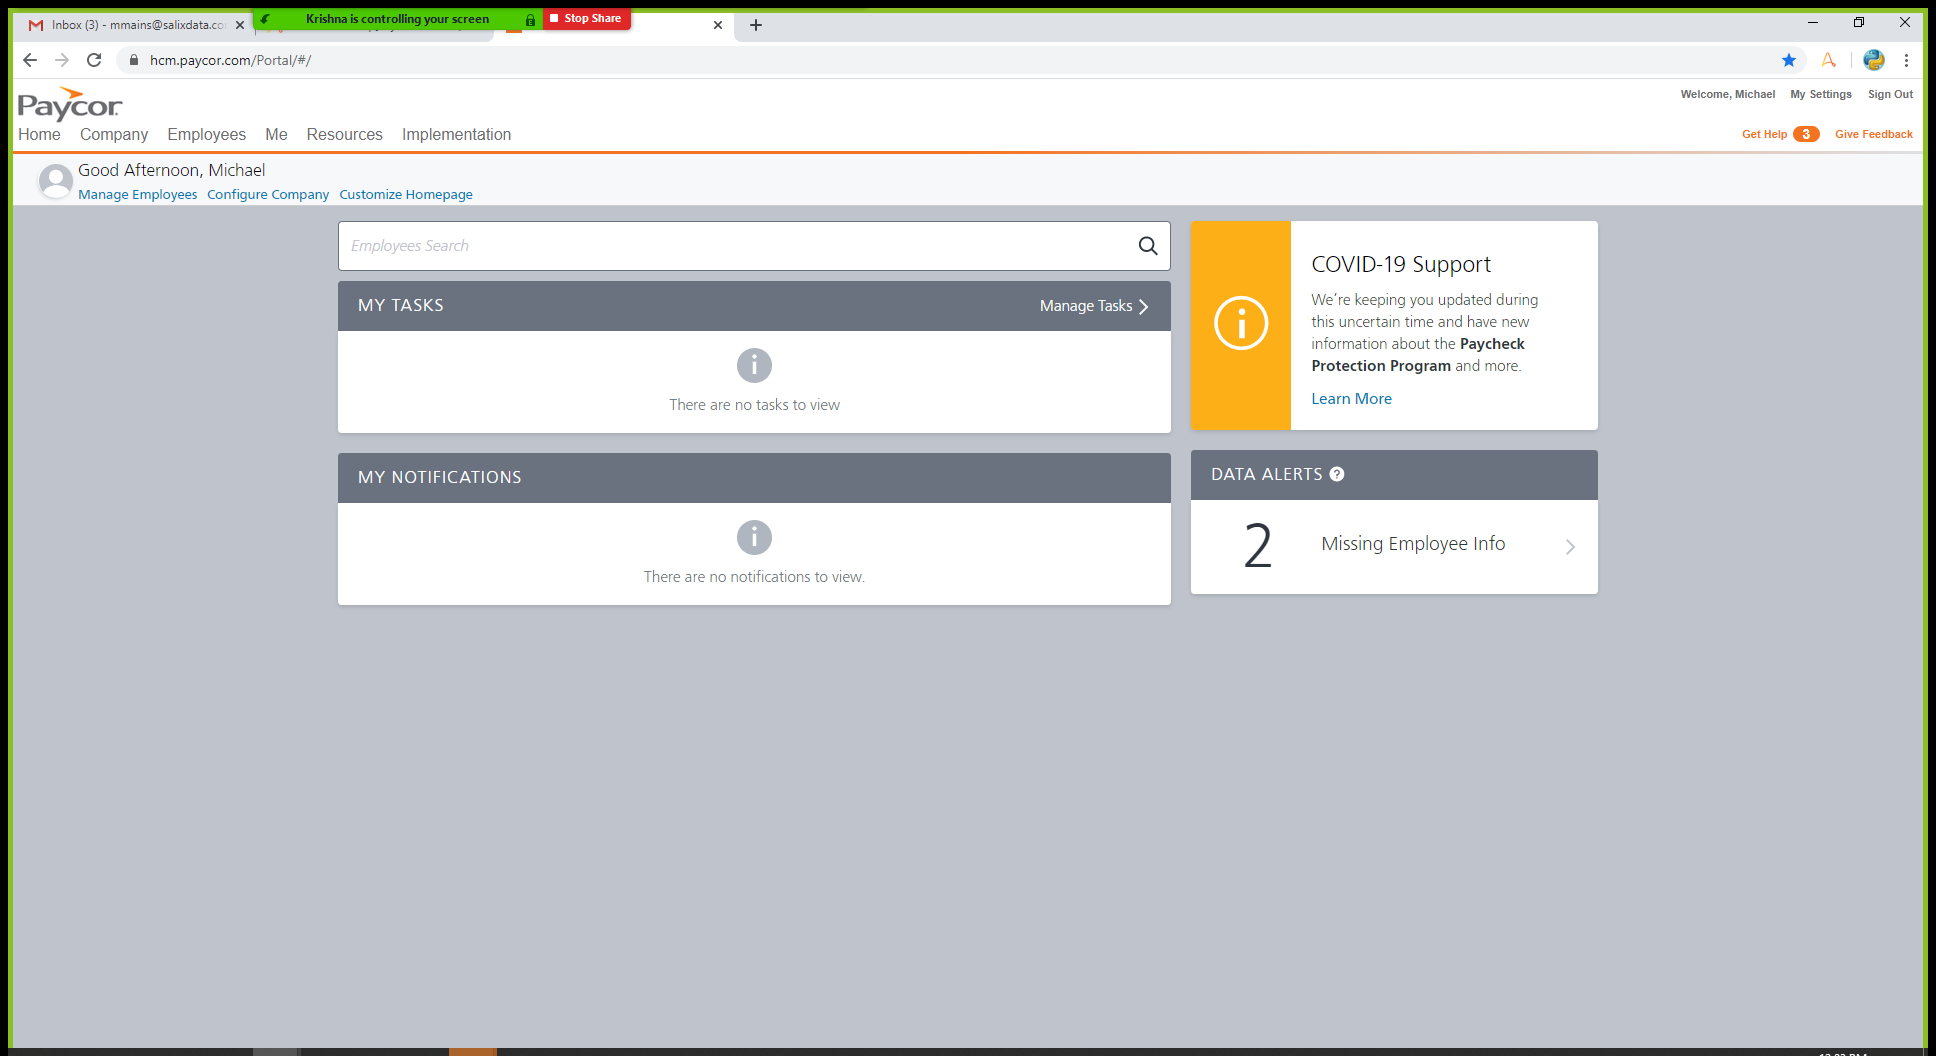 Inbox (3) - mmains@salixdata.co
Krishna is controlling your screen
Stop Share
hcm.paycor.com/Portal/#/
Paycor
Welcome, Michael My Settings Sign Out
Home Company Employees Me Resources Implementation
Get Help 3 Give Feedback
Good Afternoon, Michael
Manage Employees Configure Company Customize Homepage
Employees Search
MY TASKS
Manage Tasks
There are no tasks to view
MY NOTIFICATIONS
There are no notifications to view.
COVID-19 Support
We're keeping you updated during
this uncertain time and have new
information about the Paycheck
Protection Program and more.
Learn More
DATA ALERTS ?
2 Missing Employee Info